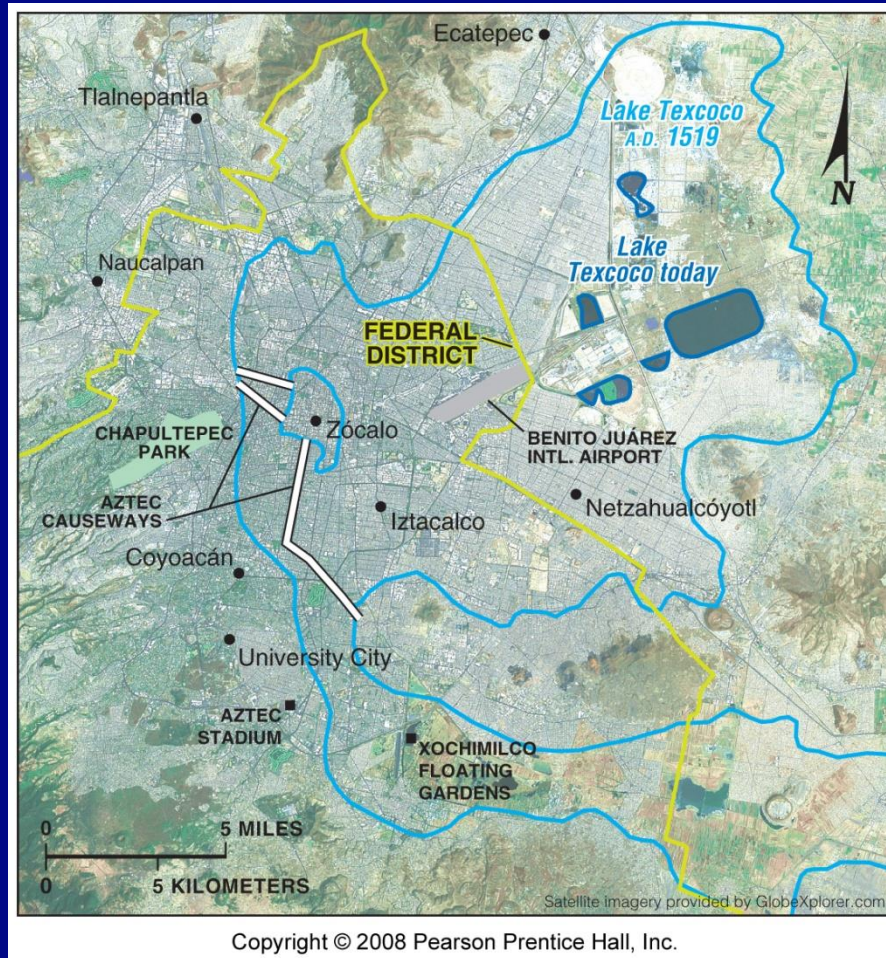 Ecatepec
Tlalnepantla
Lake Texcoco
A.D. 1519
N
Naucalpan
Lake
Texcoco today
FEDERAL
DISTRICT
CHAPULTEPEC
PARK
Zócalo
BENITO JUÁREZ
INTL. AIRPORT
AZTEC
CAUSEWAYS
Iztacalco
Netzahualcóyotl
Coyoacán
University City
AZTEC
STADIUM
XOCHIMILCO
FLOATING
GARDENS
0 5 MILES
0 5 KILOMETERS
Satellite imagery provided by GlobeXplorer.com
Copyright © 2008 Pearson Prentice Hall, Inc.